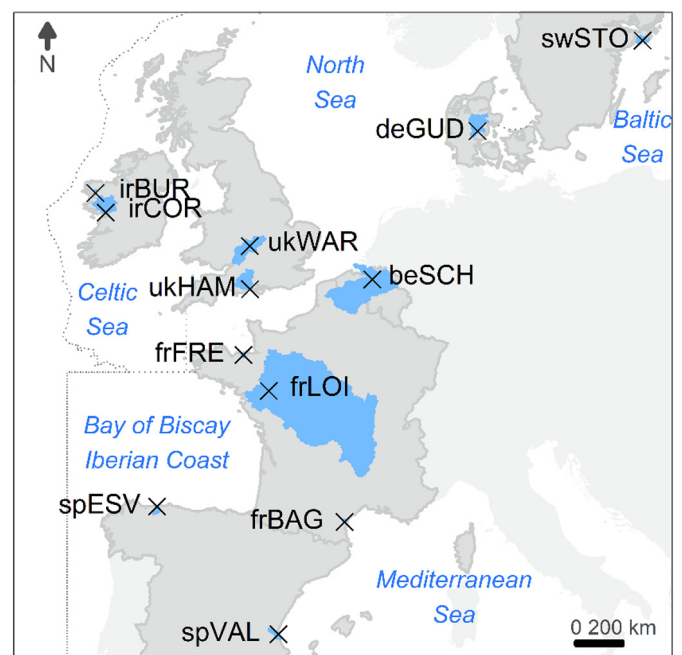 N
swSTO
North
Sea
deGUD
Baltic
Sea
irBUR
irCOR
ukWAR
beSCH
ukHAM
Celtic
Sea
frFRE
frLOI
Bay of Biscay
Iberian Coast
spESV
frBAG
Mediterranean
Sea
spVAL
0 200 km